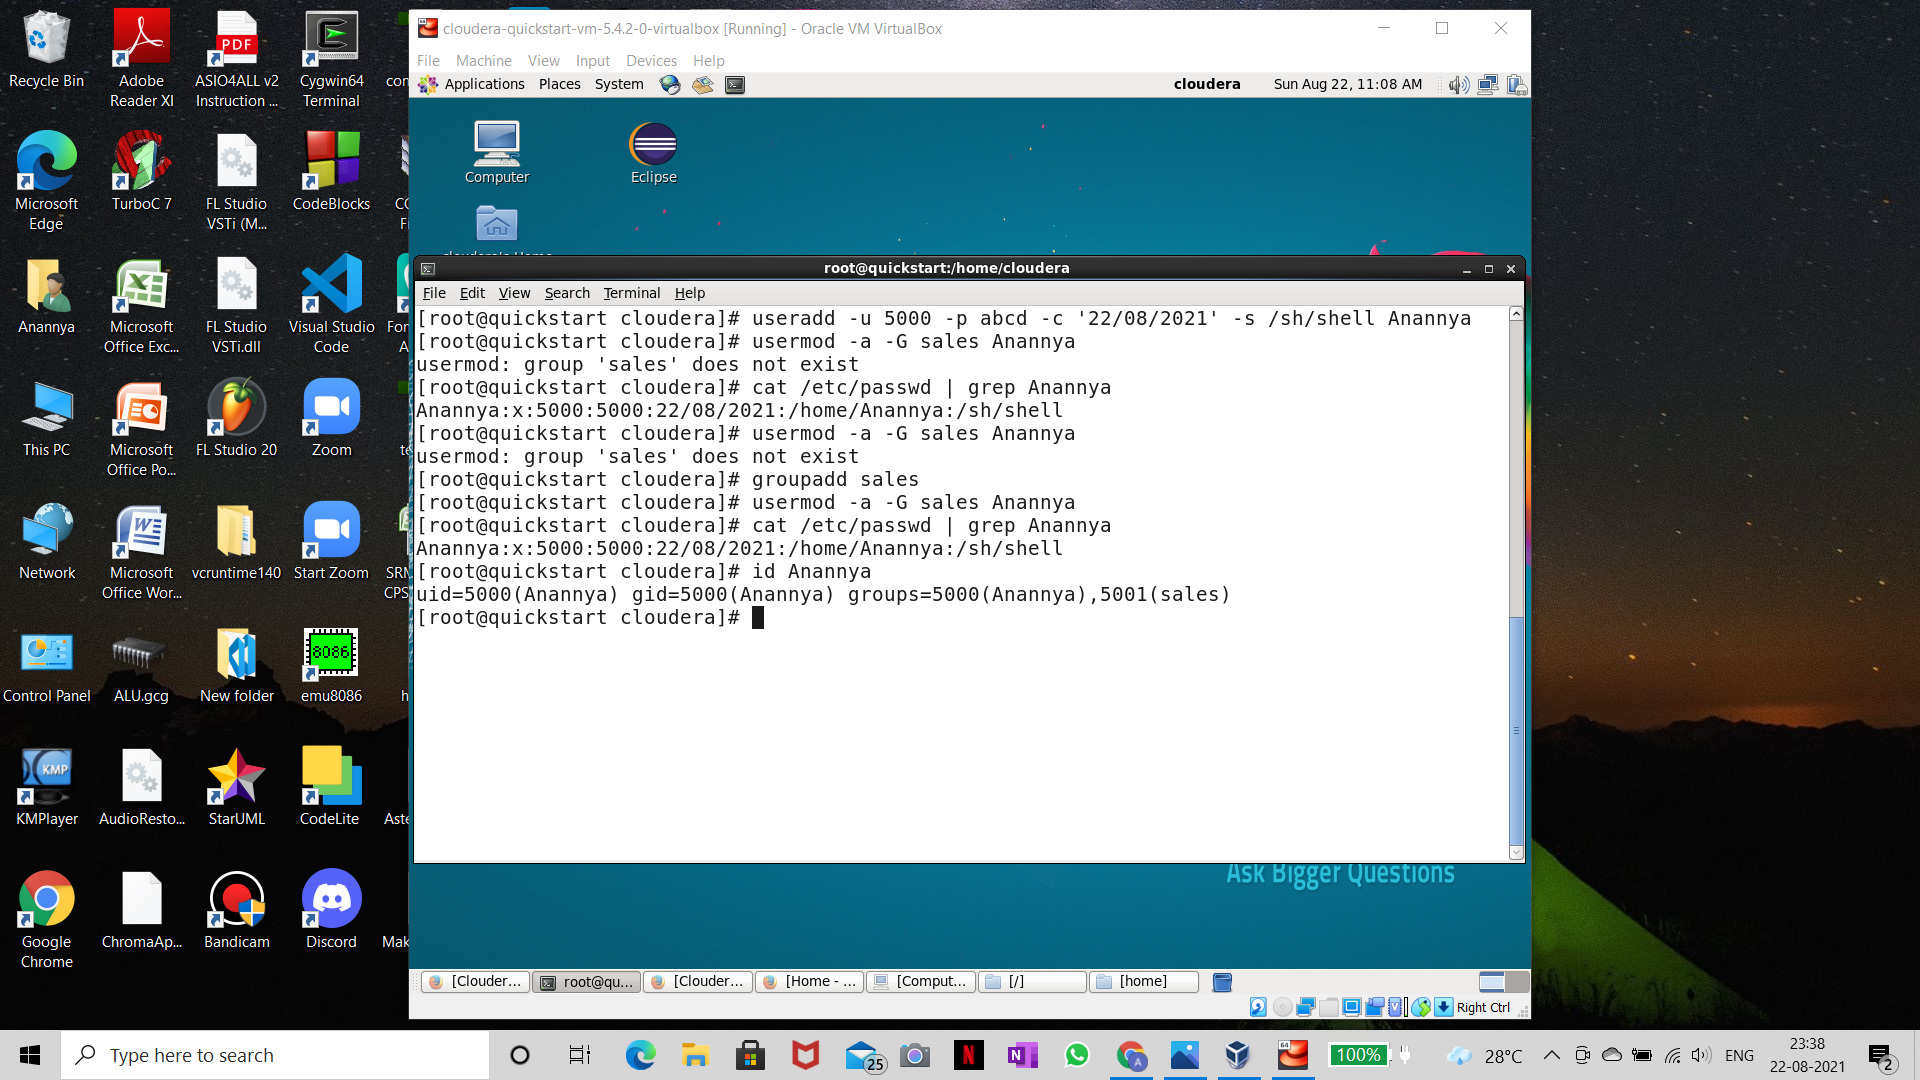 cloudera-quickstart-vm-5.4.2-0-virtualbox [Running] - Oracle VM VirtualBox
File Machine View Input Devices Help
Applications Places System
cloudera
Sun Aug 22, 11:08 AM
Computer
Eclipse
root@quickstart:/home/cloudera
File Edit View Search Terminal Help
[root@quickstart cloudera]# useradd -u 5000 -p abcd -c '22/08/2021' -s /sh/shell Anannya
[root@quickstart cloudera]# usermod -a -G sales Anannya
usermod: group 'sales' does not exist
[root@quickstart cloudera]# cat /etc/passwd | grep Anannya
Anannya:x:5000:5000:22/08/2021:/home/Anannya:/sh/shell
[root@quickstart cloudera]# usermod -a -G sales Anannya
usermod: group 'sales' does not exist
[root@quickstart cloudera]# groupadd sales
[root@quickstart cloudera]# usermod -a -G sales Anannya
[root@quickstart cloudera]# cat /etc/passwd | grep Anannya
Anannya:x:5000:5000:22/08/2021:/home/Anannya:/sh/shell
[root@quickstart cloudera]# id Anannya
uid=5000(Anannya) gid=5000(Anannya) groups=5000(Anannya),5001(sales)
[root@quickstart cloudera]#
Ask Bigger Questions
[Clouder...
root@qu...
[Clouder...
[Home - ...
[Comput...
[/]
[home]
Right Ctrl
Recycle Bin
Adobe
Reader XI
PDF
ASIO4ALL v2
Instruction ...
Cygwin64
Terminal
Microsoft
Edge
TurboC 7
FL Studio
VSTi (M...
CodeBlocks
Anannya
Microsoft
Office Exc...
FL Studio
VSTi.dll
Visual Studio
Code
This PC
Microsoft
Office Po...
FL Studio 20
Zoom
Network
Microsoft
Office Wor...
vcruntime140
Start Zoom
Control Panel
ALU.gcg
New folder
8086
emu8086
KMP
KMPlayer
AudioResto...
StarUML
CodeLite
Google
Chrome
ChromaAp...
Bandicam
Discord
Type here to search
25
100%
28°C
ENG
23:38
22-08-2021
2